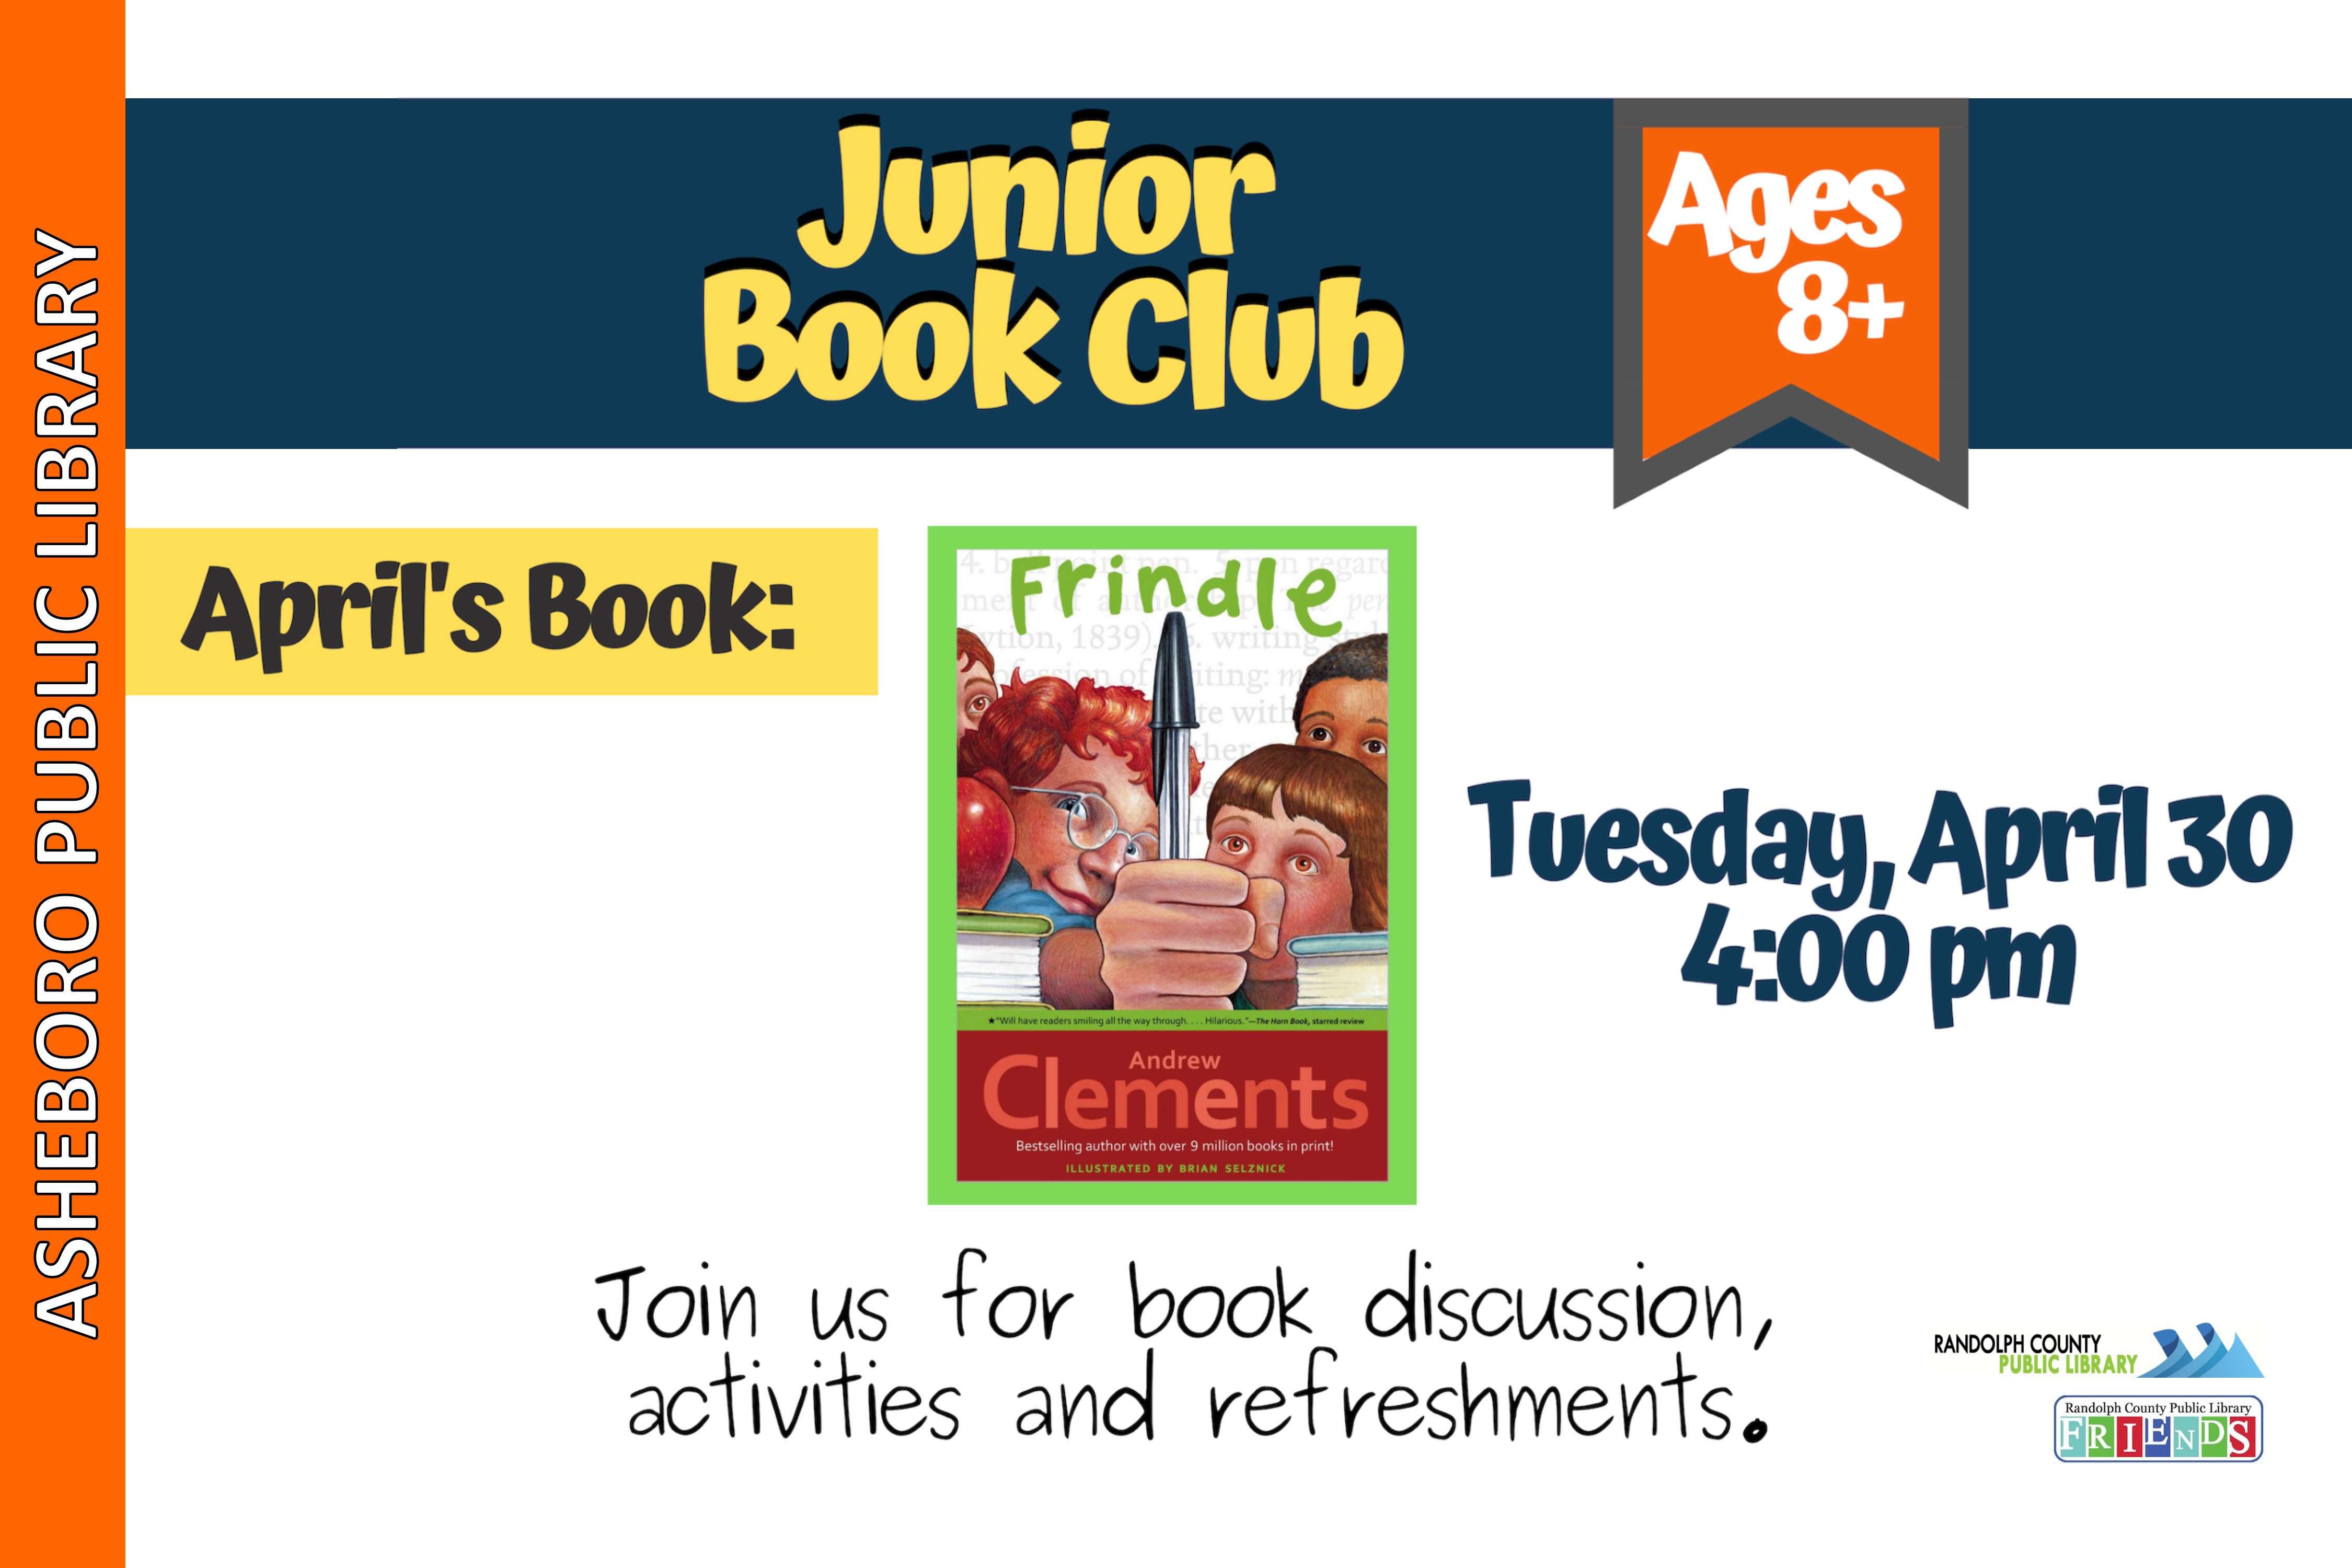 ASHEBORO PUBLIC LIBRARY
Junior
Book Club
Ages
8+
April's Book:
Frindle
Tuesday, April 30
4:00 pm
★"Will have readers smiling all the way through. . . . Hilarious."—The Horn Book, starred review
Andrew
Clements
Bestselling author with over 9 million books in print!
ILLUSTRATED BY BRIAN SELZNICK
Join us for book discussion,
activities and refreshments.
RANDOLPH COUNTY
PUBLIC LIBRARY
Randolph County Public Library
FRIENDS